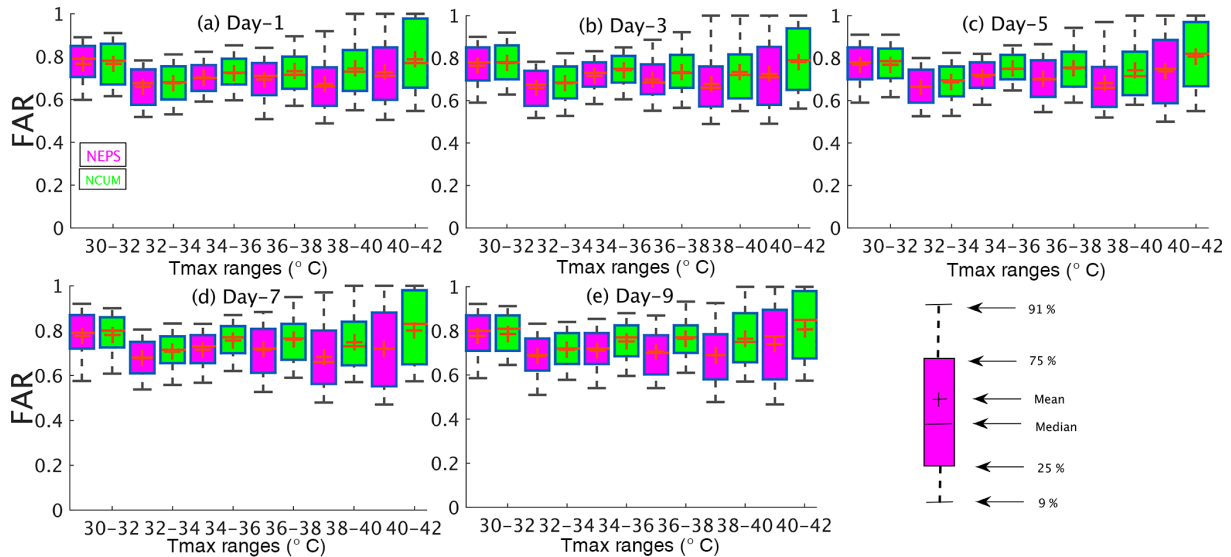 (a) Day-1
(b) Day-3
(c) Day-5
FAR
1
0.8
0.6
0.4
0.2
0
NEPS
NCUM
1
0.8
0.6
0.4
0.2
0
1
0.8
0.6
0.4
0.2
0
30-32 32-34 34-36 36-38 38-40 40-42
30-32 32-34 34-36 36-38 38-40 40-42
30-32 32-34 34-36 36-38 38-40 40-42
Tmax ranges (° C)
Tmax ranges (° C)
Tmax ranges (° C)
(d) Day-7
(e) Day-9
FAR
1
0.8
0.6
0.4
0.2
0
1
0.8
0.6
0.4
0.2
0
30-32 32-34 34-36 36-38 38-40 40-42
30-32 32-34 34-36 36-38 38-40 40-42
Tmax ranges (° C)
Tmax ranges (° C)
91 %
75 %
Mean
Median
25 %
9 %